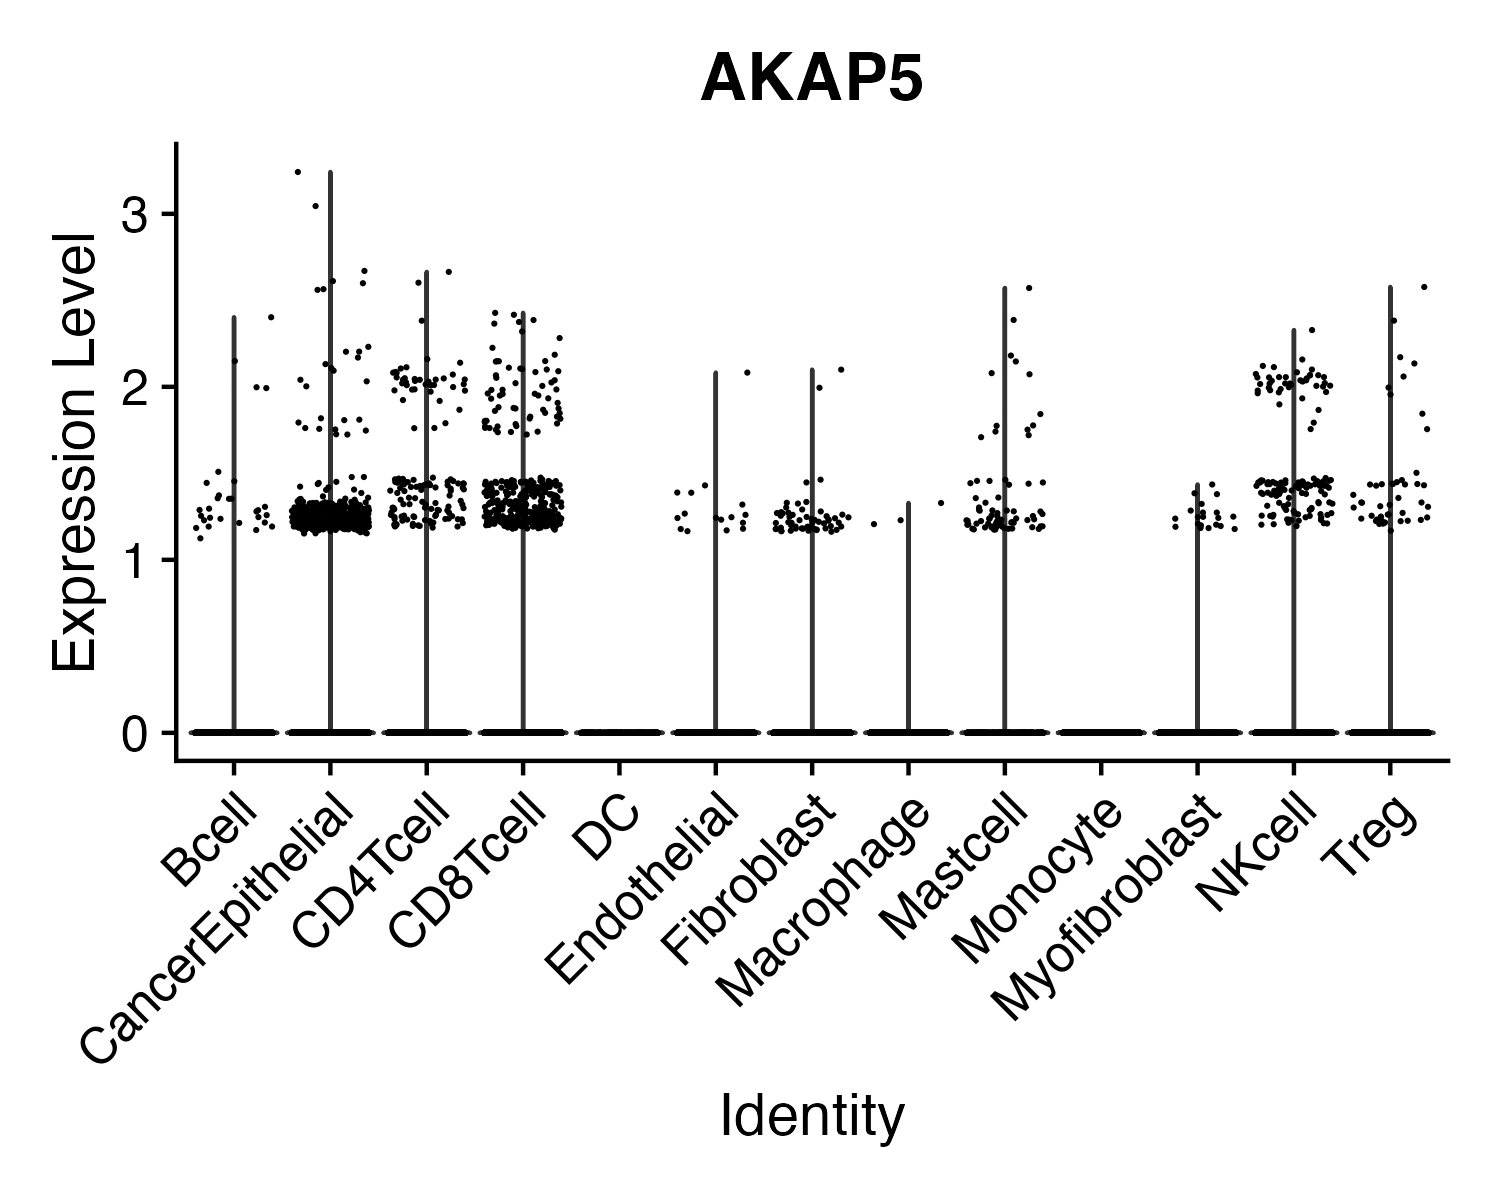 AKAP5
Expression Level
3
2
1
0
Bcell
CancerEpithelial
CD4Tcell
CD8Tcell
DC
Endothelial
Fibroblast
Macrophage
Mastcell
Monocyte
Myofibroblast
NKcell
Treg
Identity